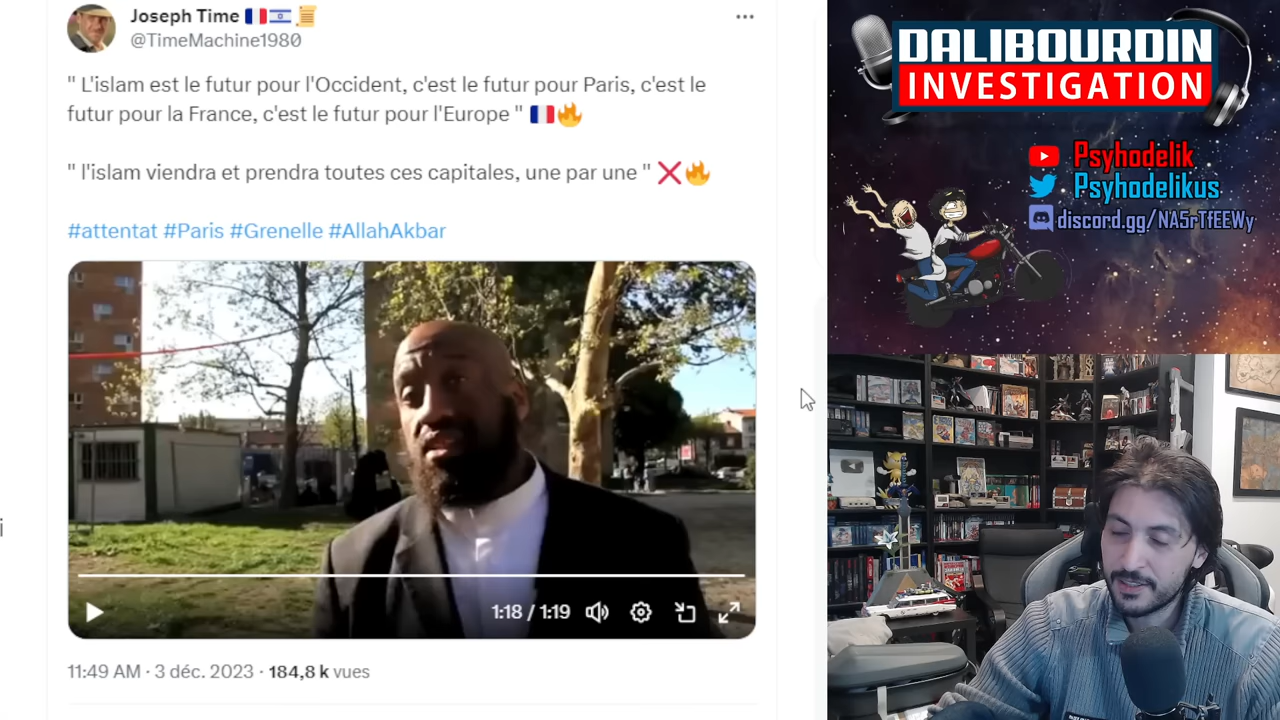 Joseph Time
@TimeMachine1980
" L'islam est le futur pour l'Occident, c'est le futur pour Paris, c'est le
futur pour la France, c'est le futur pour l'Europe "
" l'islam viendra et prendra toutes ces capitales, une par une "
#attentat #Paris #Grenelle #AllahAkbar
1:18 / 1:19
11:49 AM · 3 déc. 2023 · 184,8 k vues
i
DALIBOURDIN
INVESTIGATION
Psyhodelik
Psyhodelikus
discord.gg/NA5rTfEEWy